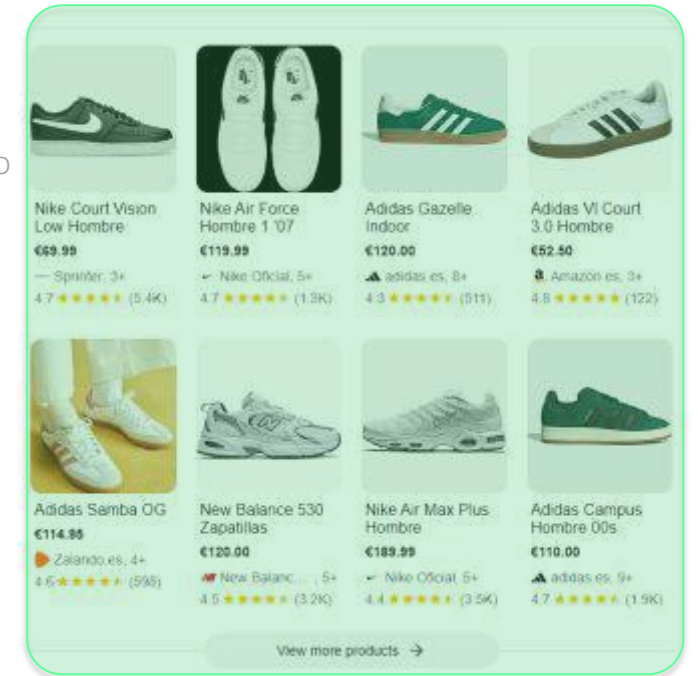 Nike Court Vision
Low Hombre
€69.99
Sprinter, 3+
4.7 (5.4K)
Nike Air Force
Hombre 1 '07
€119.99
Nike Oficial, 5+
4.7 (1.3K)
Adidas Gazelle
Indoor
€120.00
adidas.es, 8+
4.3 (511)
Adidas Vl Court
3.0 Hombre
€52.50
Amazon.es, 3+
4.8 (122)
Adidas Samba OG
€114.95
Zalando.es, 4+
4.6 (598)
New Balance 530
Zapatillas
€120.00
New Balanc... , 5+
4.5 (3.2K)
Nike Air Max Plus
Hombre
€189.99
Nike Oficial, 5+
4.4 (3.5K)
Adidas Campus
Hombre 00s
€110.00
adidas.es, 9+
4.7 (1.9K)
View more products →